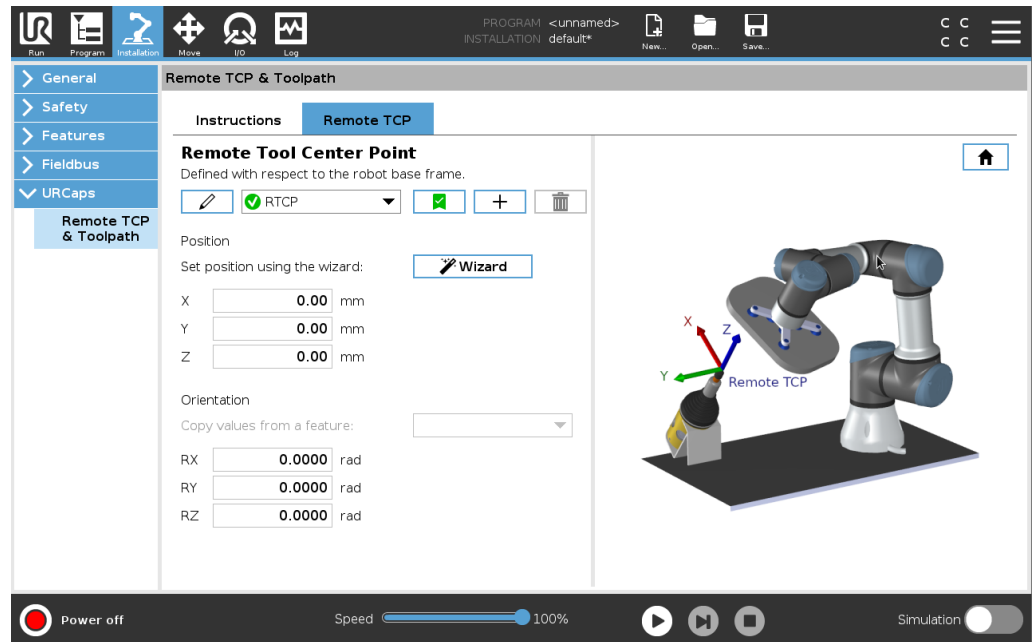 PROGRAM <unnamed>
INSTALLATION default*
UR
Run
Program
Installation
Move
I/O
Log
New...
Open...
Save...
C C
C C
General
Safety
Features
Fieldbus
URCaps
Remote TCP
& Toolpath
Remote TCP & Toolpath
Instructions
Remote TCP
Remote Tool Center Point
Defined with respect to the robot base frame.
RTCP
Position
Set position using the wizard:
Wizard
X 0.00 mm
Y 0.00 mm
Z 0.00 mm
Orientation
Copy values from a feature:
RX 0.0000 rad
RY 0.0000 rad
RZ 0.0000 rad
X
Z
Y
Remote TCP
Power off
Speed
100%
Simulation